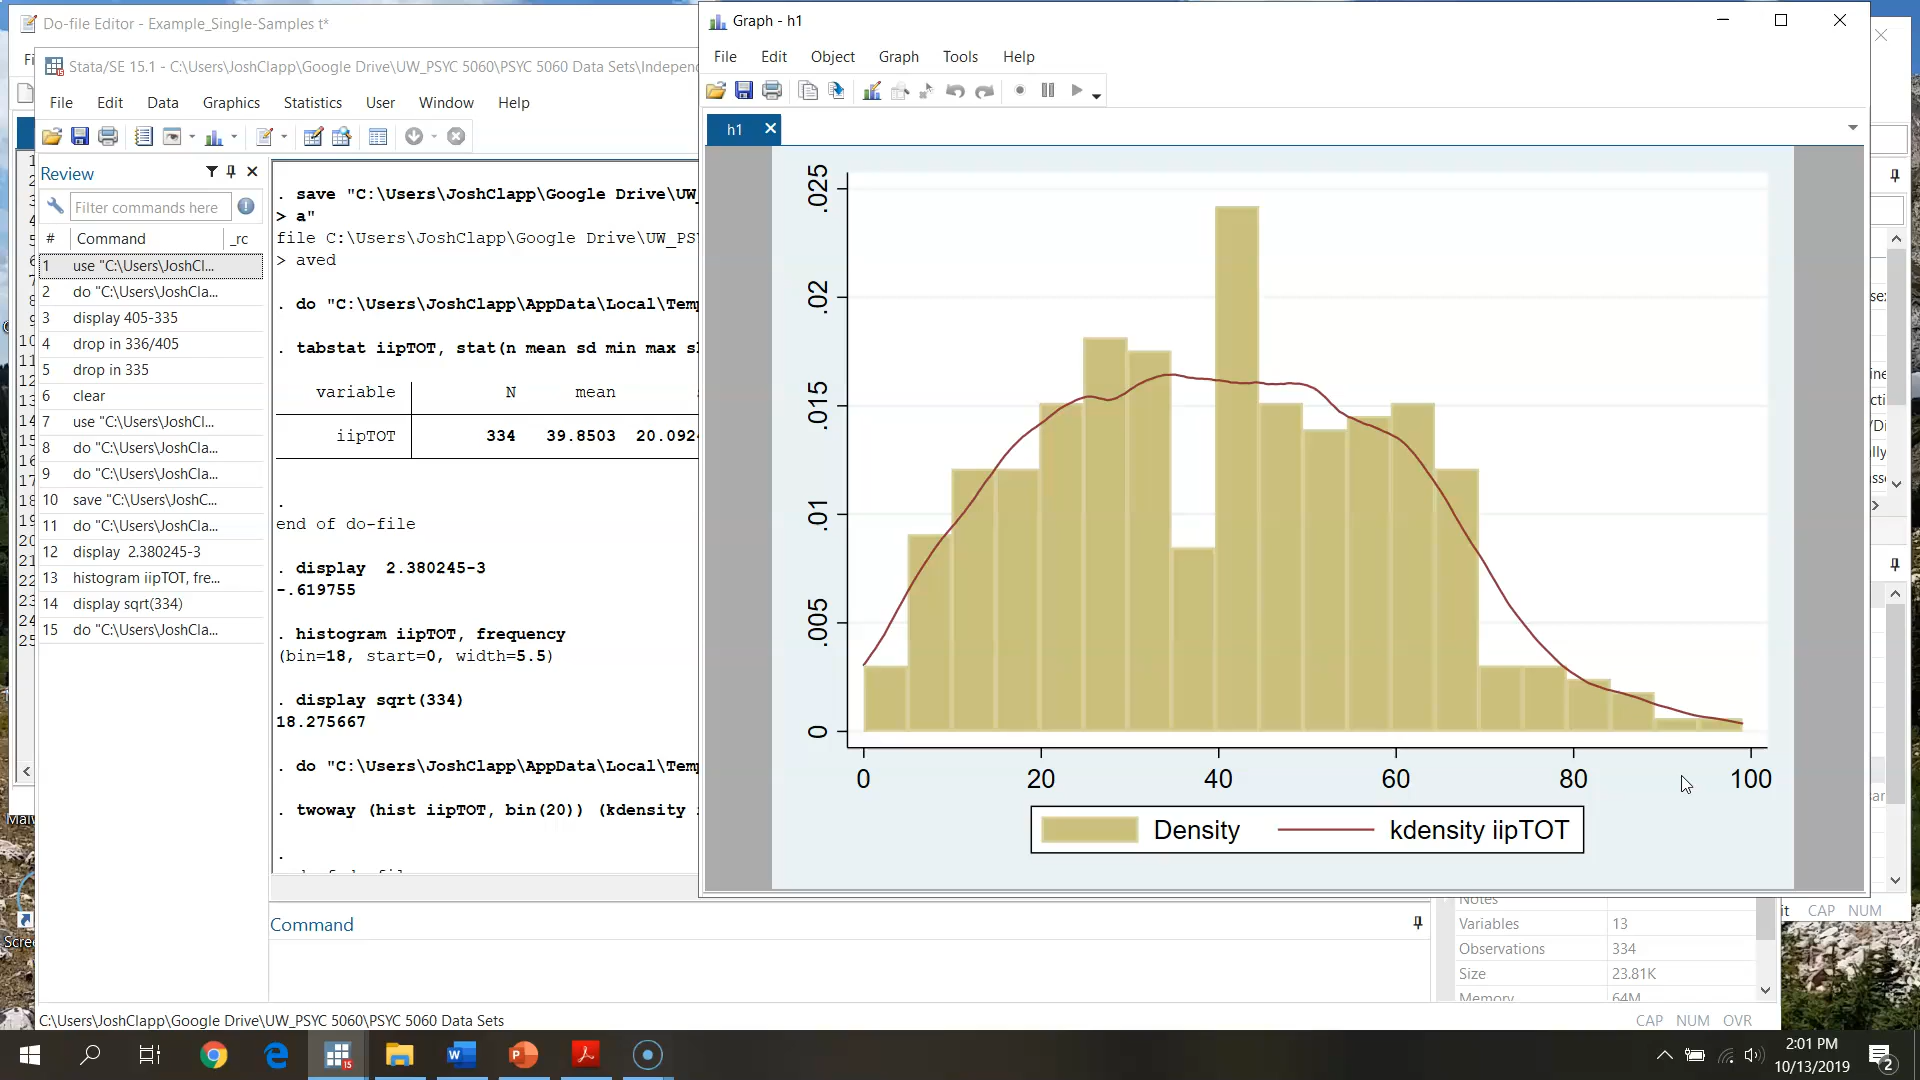 Do-file Editor - Example_Single-Samples t*
Stata/SE 15.1 - C:\Users\JoshClapp\Google Drive\UW_PSYC 5060\PSYC 5060 Data Sets\Independ
File Edit Data Graphics Statistics User Window Help
Review
Filter commands here
# Command _rc
1 use "C:\Users\JoshCl...
2 do "C:\Users\JoshCla...
3 display 405-335
4 drop in 336/405
5 drop in 335
6 clear
7 use "C:\Users\JoshCl...
8 do "C:\Users\JoshCla...
9 do "C:\Users\JoshCla...
10 save "C:\Users\JoshC...
11 do "C:\Users\JoshCla...
12 display 2.380245-3
13 histogram iipTOT, fre...
14 display sqrt(334)
15 do "C:\Users\JoshCla...
. save "C:\Users\JoshClapp\Google Drive\UW_
> a"
file C:\Users\JoshClapp\Google Drive\UW_PSY
> aved
. do "C:\Users\JoshClapp\AppData\Local\Temp
. tabstat iipTOT, stat(n mean sd min max s
variable N mean
iipTOT 334 39.8503 20.092
.
end of do-file
. display 2.380245-3
-.619755
. histogram iipTOT, frequency
(bin=18, start=0, width=5.5)
. display sqrt(334)
18.275667
. do "C:\Users\JoshClapp\AppData\Local\Temp
. twoway (hist iipTOT, bin(20)) (kdensity
.
Command
C:\Users\JoshClapp\Google Drive\UW_PSYC 5060\PSYC 5060 Data Sets
Graph - h1
File Edit Object Graph Tools Help
h1
.025
.02
.015
.01
.005
0
0 20 40 60 80 100
Density kdensity iipTOT
Notes
Variables 13
Observations 334
Size 23.81K
Memory 64M
CAP NUM
CAP NUM OVR
2:01 PM
10/13/2019
2